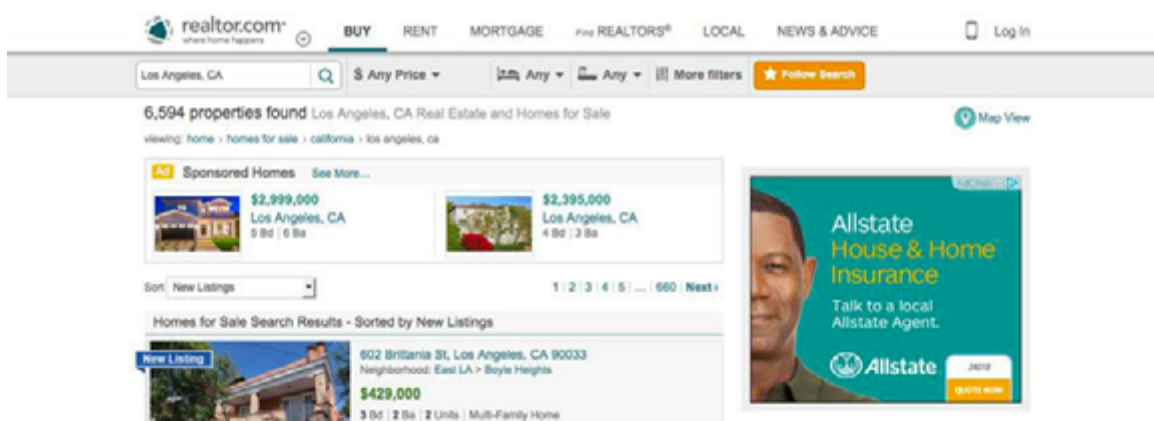 realtor.com®
where home happens
BUY RENT MORTGAGE Find REALTORS® LOCAL NEWS & ADVICE Log In
Los Angeles, CA $ Any Price Any Any More filters Follow Search
6,594 properties found Los Angeles, CA Real Estate and Homes for Sale
Map View
viewing: home › homes for sale › california › los angeles, ca
Ad Sponsored Homes See More...
$2,999,000
Los Angeles, CA
5 Bd | 6 Ba
$2,395,000
Los Angeles, CA
4 Bd | 3 Ba
Sort New Listings
1 | 2 | 3 | 4 | 5 | ... | 660 | Next ›
Homes for Sale Search Results - Sorted by New Listings
New Listing
602 Brittania St, Los Angeles, CA 90033
Neighborhood: East LA > Boyle Heights
$429,000
3 Bd | 2 Ba | 2 Units | Multi-Family Home
AdChoices
Allstate
House & Home
Insurance
Talk to a local
Allstate Agent.
Allstate
QUOTE NOW